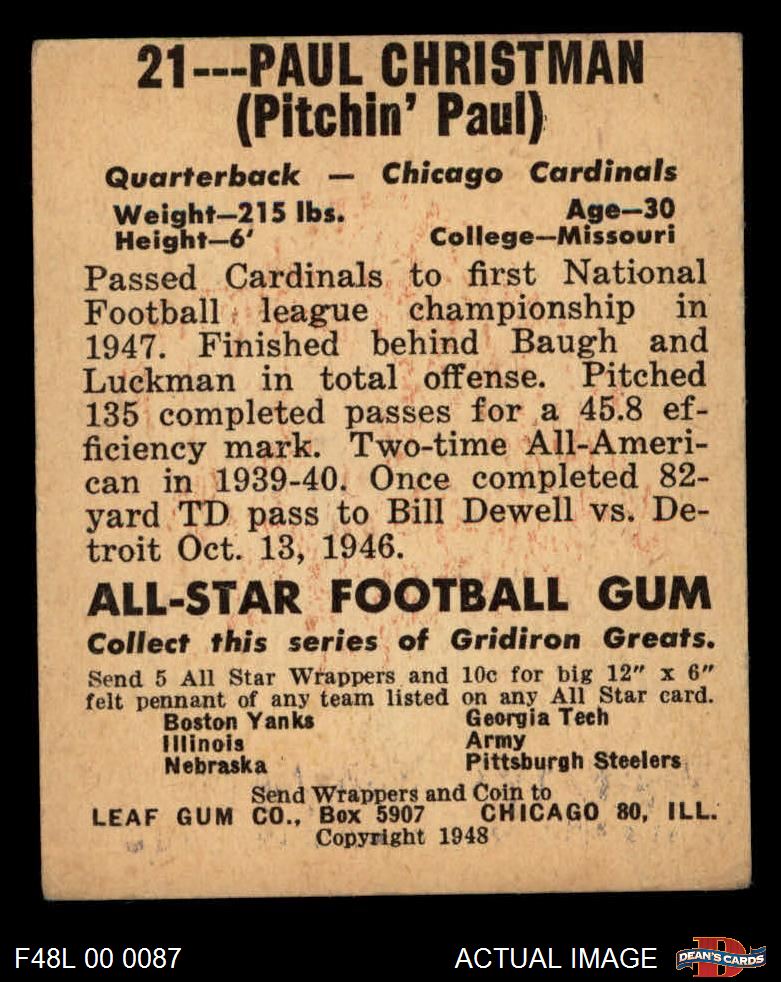 21---PAUL CHRISTMAN
(Pitchin' Paul)
Quarterback — Chicago Cardinals
Weight—215 lbs. Age—30
Height—6' College—Missouri
Passed Cardinals to first National
Football league championship in
1947. Finished behind Baugh and
Luckman in total offense. Pitched
135 completed passes for a 45.8 ef-
ficiency mark. Two-time All-Ameri-
can in 1939-40. Once completed 82-
yard TD pass to Bill Dewell vs. De-
troit Oct. 13, 1946.
ALL-STAR FOOTBALL GUM
Collect this series of Gridiron Greats.
Send 5 All Star Wrappers and 10c for big 12" x 6"
felt pennant of any team listed on any All Star card.
Boston Yanks Georgia Tech
Illinois Army
Nebraska Pittsburgh Steelers
Send Wrappers and Coin to
LEAF GUM CO., Box 5907 CHICAGO 80, ILL.
Copyright 1948
F48L 00 0087 ACTUAL IMAGE D DEAN'S CARDS